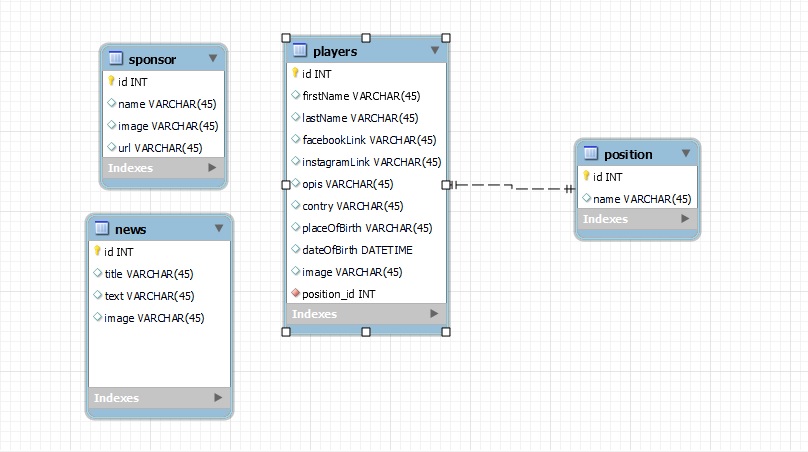 sponsor
id INT
name VARCHAR(45)
image VARCHAR(45)
url VARCHAR(45)
Indexes
news
id INT
title VARCHAR(45)
text VARCHAR(45)
image VARCHAR(45)
Indexes
players
id INT
firstName VARCHAR(45)
lastName VARCHAR(45)
facebookLink VARCHAR(45)
instagramLink VARCHAR(45)
opis VARCHAR(45)
contry VARCHAR(45)
placeOfBirth VARCHAR(45)
dateOfBirth DATETIME
image VARCHAR(45)
position_id INT
Indexes
position
id INT
name VARCHAR(45)
Indexes